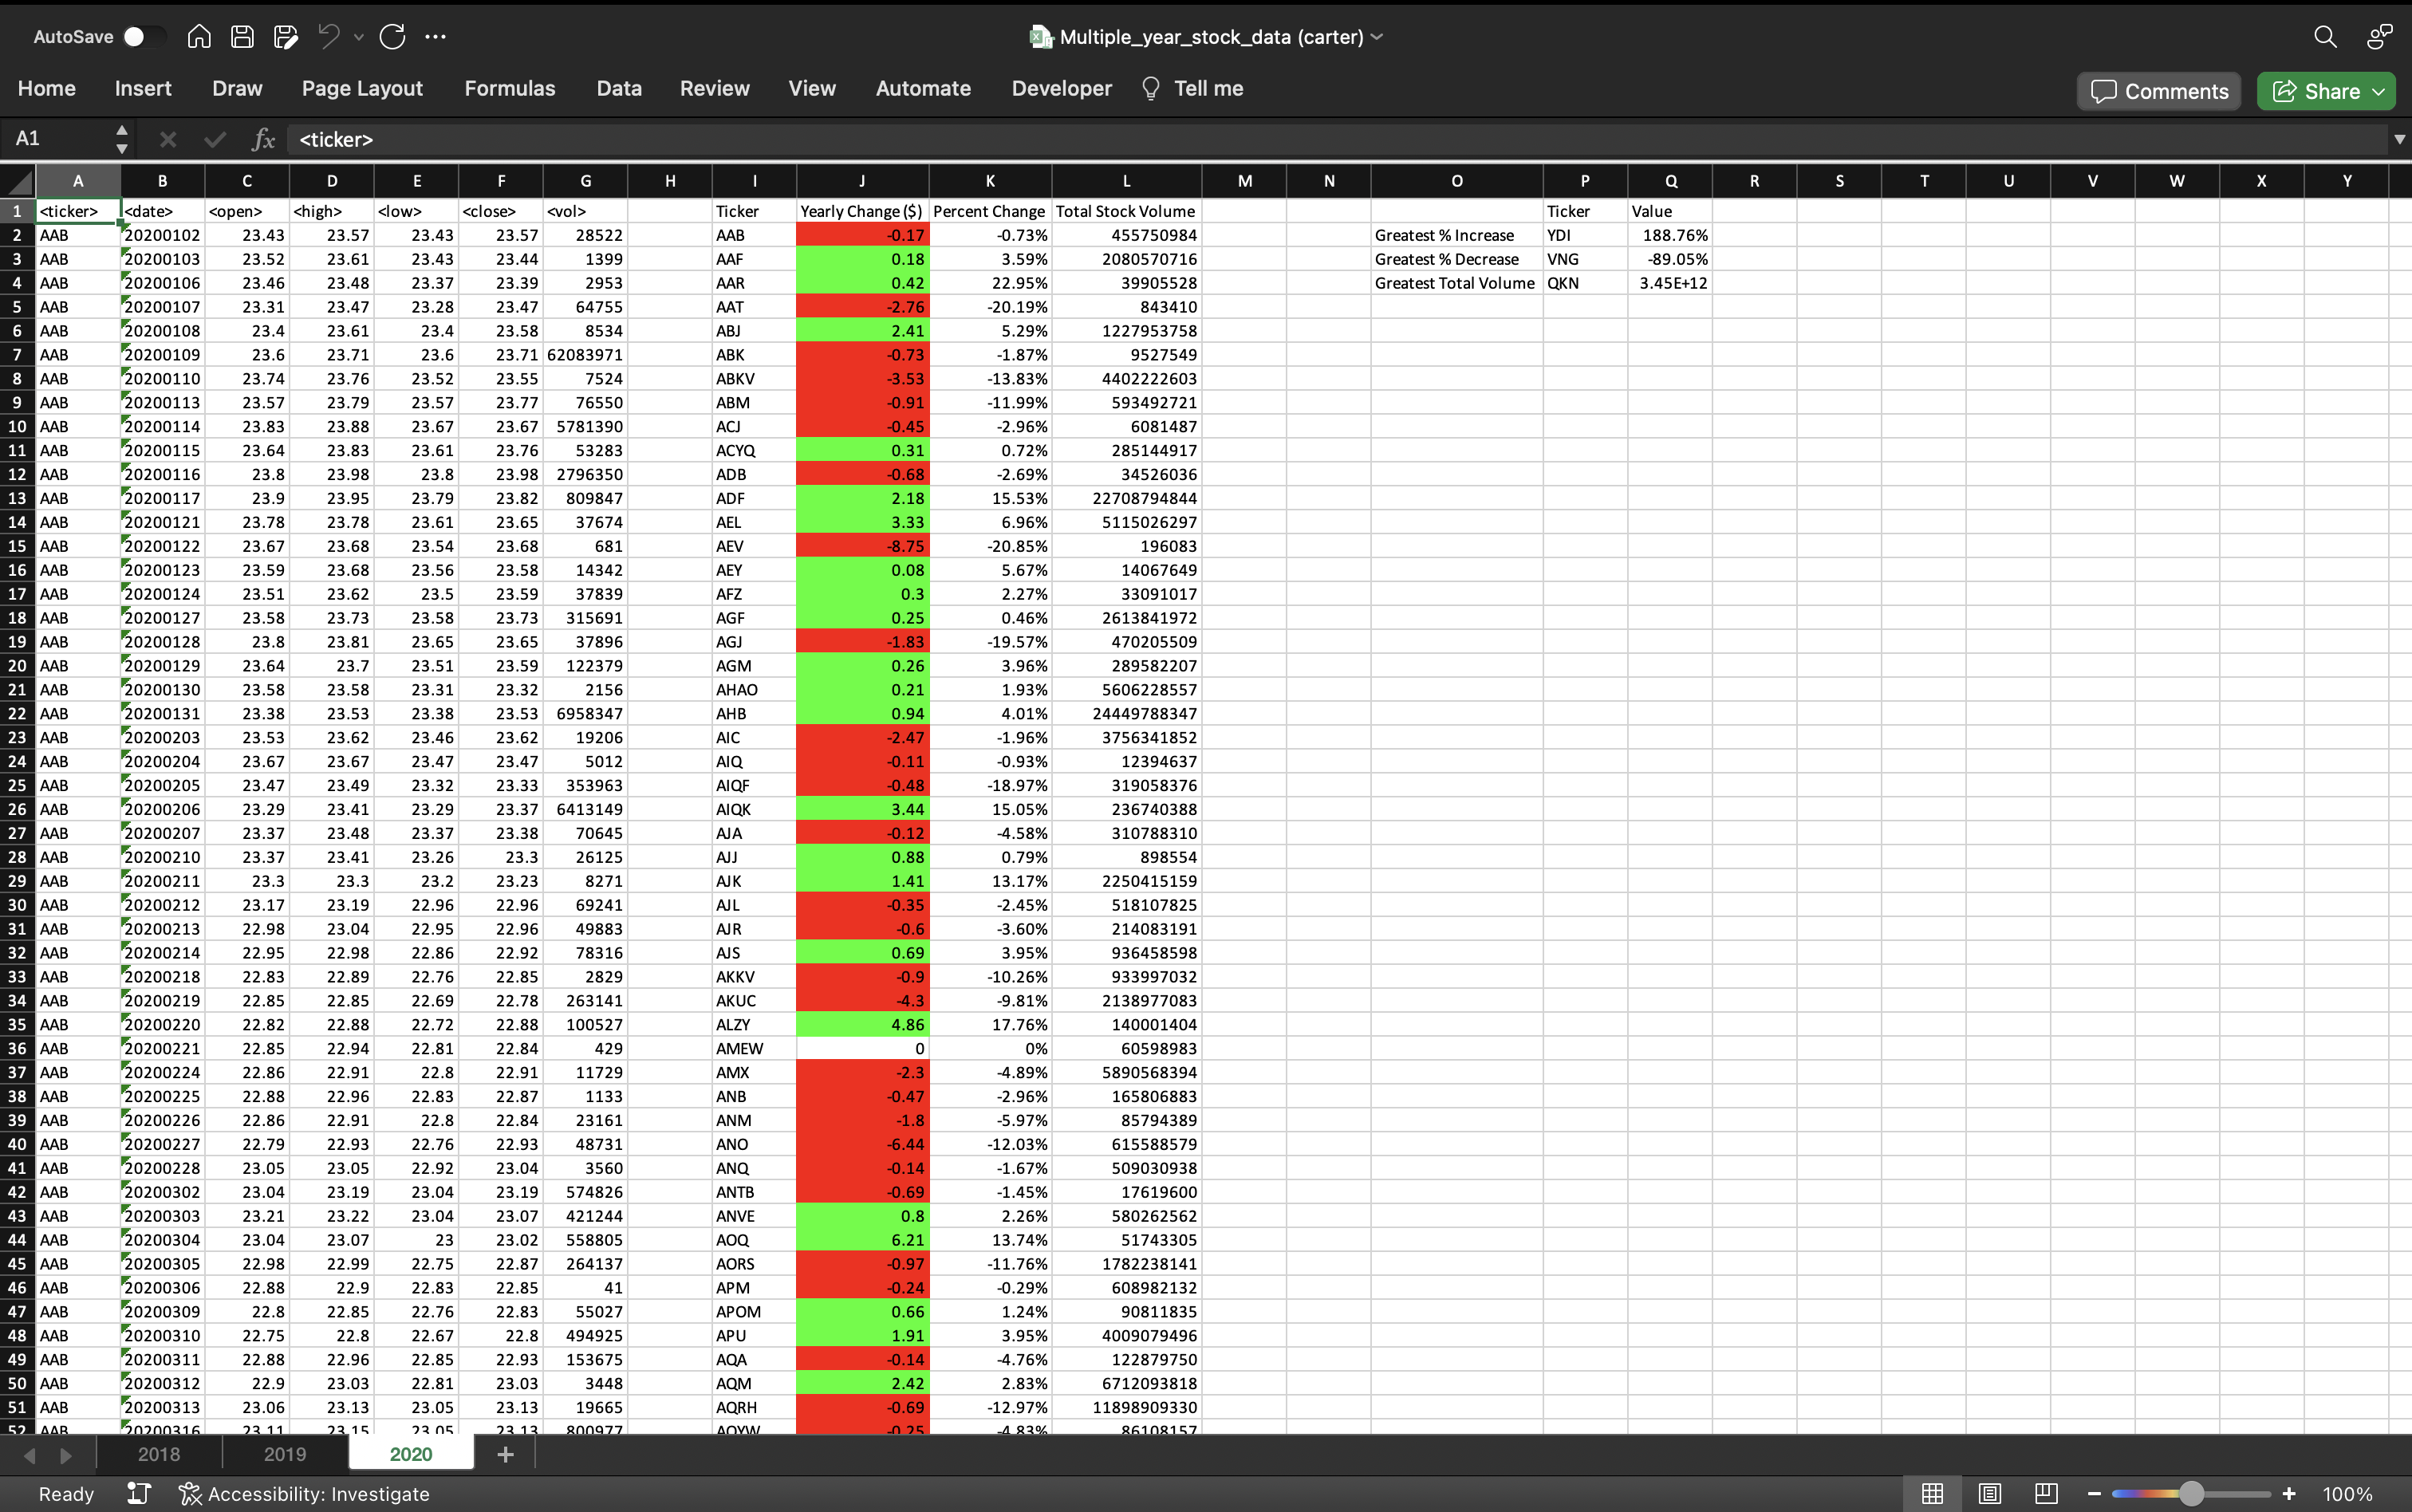 AutoSave Multiple_year_stock_data (carter)
Home Insert Draw Page Layout Formulas Data Review View Automate Developer Tell me Comments Share
A1 fx <ticker>
A B C D E F G H I J K L M N O P Q R S T U V W X Y
1 <ticker> <date> <open> <high> <low> <close> <vol> Ticker Yearly Change ($) Percent Change Total Stock Volume Ticker Value
2 AAB 20200102 23.43 23.57 23.43 23.57 28522 AAB -0.17 -0.73% 455750984 Greatest % Increase YDI 188.76%
3 AAB 20200103 23.52 23.61 23.43 23.44 1399 AAF 0.18 3.59% 2080570716 Greatest % Decrease VNG -89.05%
4 AAB 20200106 23.46 23.48 23.37 23.39 2953 AAR 0.42 22.95% 39905528 Greatest Total Volume QKN 3.45E+12
5 AAB 20200107 23.31 23.47 23.28 23.47 64755 AAT -2.76 -20.19% 843410
6 AAB 20200108 23.4 23.61 23.4 23.58 8534 ABJ 2.41 5.29% 1227953758
7 AAB 20200109 23.6 23.71 23.6 23.71 62083971 ABK -0.73 -1.87% 9527549
8 AAB 20200110 23.74 23.76 23.52 23.55 7524 ABKV -3.53 -13.83% 4402222603
9 AAB 20200113 23.57 23.79 23.57 23.77 76550 ABM -0.91 -11.99% 593492721
10 AAB 20200114 23.83 23.88 23.67 23.67 5781390 ACJ -0.45 -2.96% 6081487
11 AAB 20200115 23.64 23.83 23.61 23.76 53283 ACYQ 0.31 0.72% 285144917
12 AAB 20200116 23.8 23.98 23.8 23.98 2796350 ADB -0.68 -2.69% 34526036
13 AAB 20200117 23.9 23.95 23.79 23.82 809847 ADF 2.18 15.53% 22708794844
14 AAB 20200121 23.78 23.78 23.61 23.65 37674 AEL 3.33 6.96% 5115026297
15 AAB 20200122 23.67 23.68 23.54 23.68 681 AEV -8.75 -20.85% 196083
16 AAB 20200123 23.59 23.68 23.56 23.58 14342 AEY 0.08 5.67% 14067649
17 AAB 20200124 23.51 23.62 23.5 23.59 37839 AFZ 0.3 2.27% 33091017
18 AAB 20200127 23.58 23.73 23.58 23.73 315691 AGF 0.25 0.46% 2613841972
19 AAB 20200128 23.8 23.81 23.65 23.65 37896 AGJ -1.83 -19.57% 470205509
20 AAB 20200129 23.64 23.7 23.51 23.59 122379 AGM 0.26 3.96% 289582207
21 AAB 20200130 23.58 23.58 23.31 23.32 2156 AHAO 0.21 1.93% 5606228557
22 AAB 20200131 23.38 23.53 23.38 23.53 6958347 AHB 0.94 4.01% 24449788347
23 AAB 20200203 23.53 23.62 23.46 23.62 19206 AIC -2.47 -1.96% 3756341852
24 AAB 20200204 23.67 23.67 23.47 23.47 5012 AIQ -0.11 -0.93% 12394637
25 AAB 20200205 23.47 23.49 23.32 23.33 353963 AIQF -0.48 -18.97% 319058376
26 AAB 20200206 23.29 23.41 23.29 23.37 6413149 AIQK 3.44 15.05% 236740388
27 AAB 20200207 23.37 23.48 23.37 23.38 70645 AJA -0.12 -4.58% 310788310
28 AAB 20200210 23.37 23.41 23.26 23.3 26125 AJJ 0.88 0.79% 898554
29 AAB 20200211 23.3 23.3 23.2 23.23 8271 AJK 1.41 13.17% 2250415159
30 AAB 20200212 23.17 23.19 22.96 22.96 69241 AJL -0.35 -2.45% 518107825
31 AAB 20200213 22.98 23.04 22.95 22.96 49883 AJR -0.6 -3.60% 214083191
32 AAB 20200214 22.95 22.98 22.86 22.92 78316 AJS 0.69 3.95% 936458598
33 AAB 20200218 22.83 22.89 22.76 22.85 2829 AKKV -0.9 -10.26% 933997032
34 AAB 20200219 22.85 22.85 22.69 22.78 263141 AKUC -4.3 -9.81% 2138977083
35 AAB 20200220 22.82 22.88 22.72 22.88 100527 ALZY 4.86 17.76% 140001404
36 AAB 20200221 22.85 22.94 22.81 22.84 429 AMEW 0 0% 60598983
37 AAB 20200224 22.86 22.91 22.8 22.91 11729 AMX -2.3 -4.89% 5890568394
38 AAB 20200225 22.88 22.96 22.83 22.87 1133 ANB -0.47 -2.96% 165806883
39 AAB 20200226 22.86 22.91 22.8 22.84 23161 ANM -1.8 -5.97% 85794389
40 AAB 20200227 22.79 22.93 22.76 22.93 48731 ANO -6.44 -12.03% 615588579
41 AAB 20200228 23.05 23.05 22.92 23.04 3560 ANQ -0.14 -1.67% 509030938
42 AAB 20200302 23.04 23.19 23.04 23.19 574826 ANTB -0.69 -1.45% 17619600
43 AAB 20200303 23.21 23.22 23.04 23.07 421244 ANVE 0.8 2.26% 580262562
44 AAB 20200304 23.04 23.07 23 23.02 558805 AOQ 6.21 13.74% 51743305
45 AAB 20200305 22.98 22.99 22.75 22.87 264137 AORS -0.97 -11.76% 1782238141
46 AAB 20200306 22.88 22.9 22.83 22.85 41 APM -0.24 -0.29% 608982132
47 AAB 20200309 22.8 22.85 22.76 22.83 55027 APOM 0.66 1.24% 90811835
48 AAB 20200310 22.75 22.8 22.67 22.8 494925 APU 1.91 3.95% 4009079496
49 AAB 20200311 22.88 22.96 22.85 22.93 153675 AQA -0.14 -4.76% 122879750
50 AAB 20200312 22.9 23.03 22.81 23.03 3448 AQM 2.42 2.83% 6712093818
51 AAB 20200313 23.06 23.13 23.05 23.13 19665 AQRH -0.69 -12.97% 11898909330
52 AAB 20200316 23.11 23.15 23.05 23.13 800977 AQYW -0.25 -4.83% 86108157
2018 2019 2020 +
Ready Accessibility: Investigate 100%